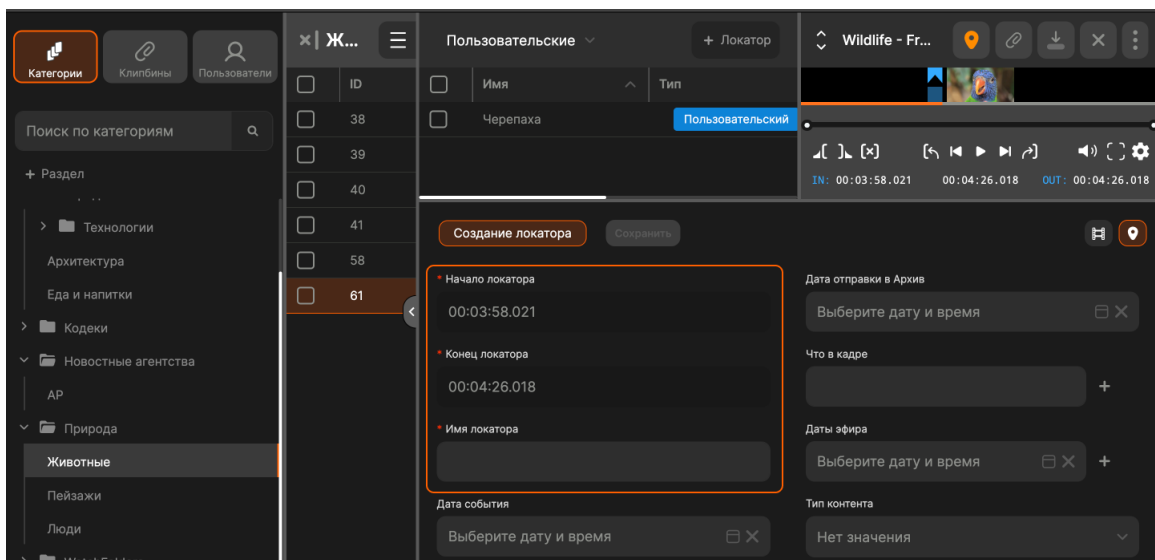 Категории
Клипбины
Пользователи
Поиск по категориям
+ Раздел
Технологии
Архитектура
Еда и напитки
Кодеки
Новостные агентства
AP
Природа
Животные
Пейзажи
Люди
Ж...
ID
38
39
40
41
58
61
Пользовательские
+ Локатор
Имя
Тип
Черепаха
Пользовательский
Wildlife - Fr...
IN: 00:03:58.021
00:04:26.018
OUT: 00:04:26.018
Создание локатора
Сохранить
* Начало локатора
00:03:58.021
* Конец локатора
00:04:26.018
* Имя локатора
Дата события
Выберите дату и время
Дата отправки в Архив
Выберите дату и время
Что в кадре
Даты эфира
Выберите дату и время
Тип контента
Нет значения